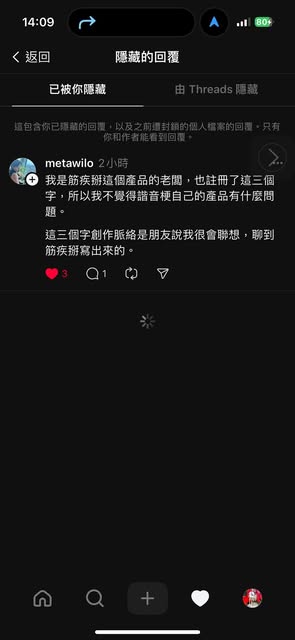 14:09
80
返回
隱藏的回覆
已被你隱藏
由 Threads 隱藏
這包含你已隱藏的回覆，以及之前遭封鎖的個人檔案的回覆。只有
你和作者能看到回覆。
metawilo 2小時
我是筋疾掰這個產品的老闆，也註冊了這三個
字，所以我不覺得諧音梗自己的產品有什麼問
題。
這三個字創作脈絡是朋友說我很會聯想，聊到
筋疾掰寫出來的。
3 1